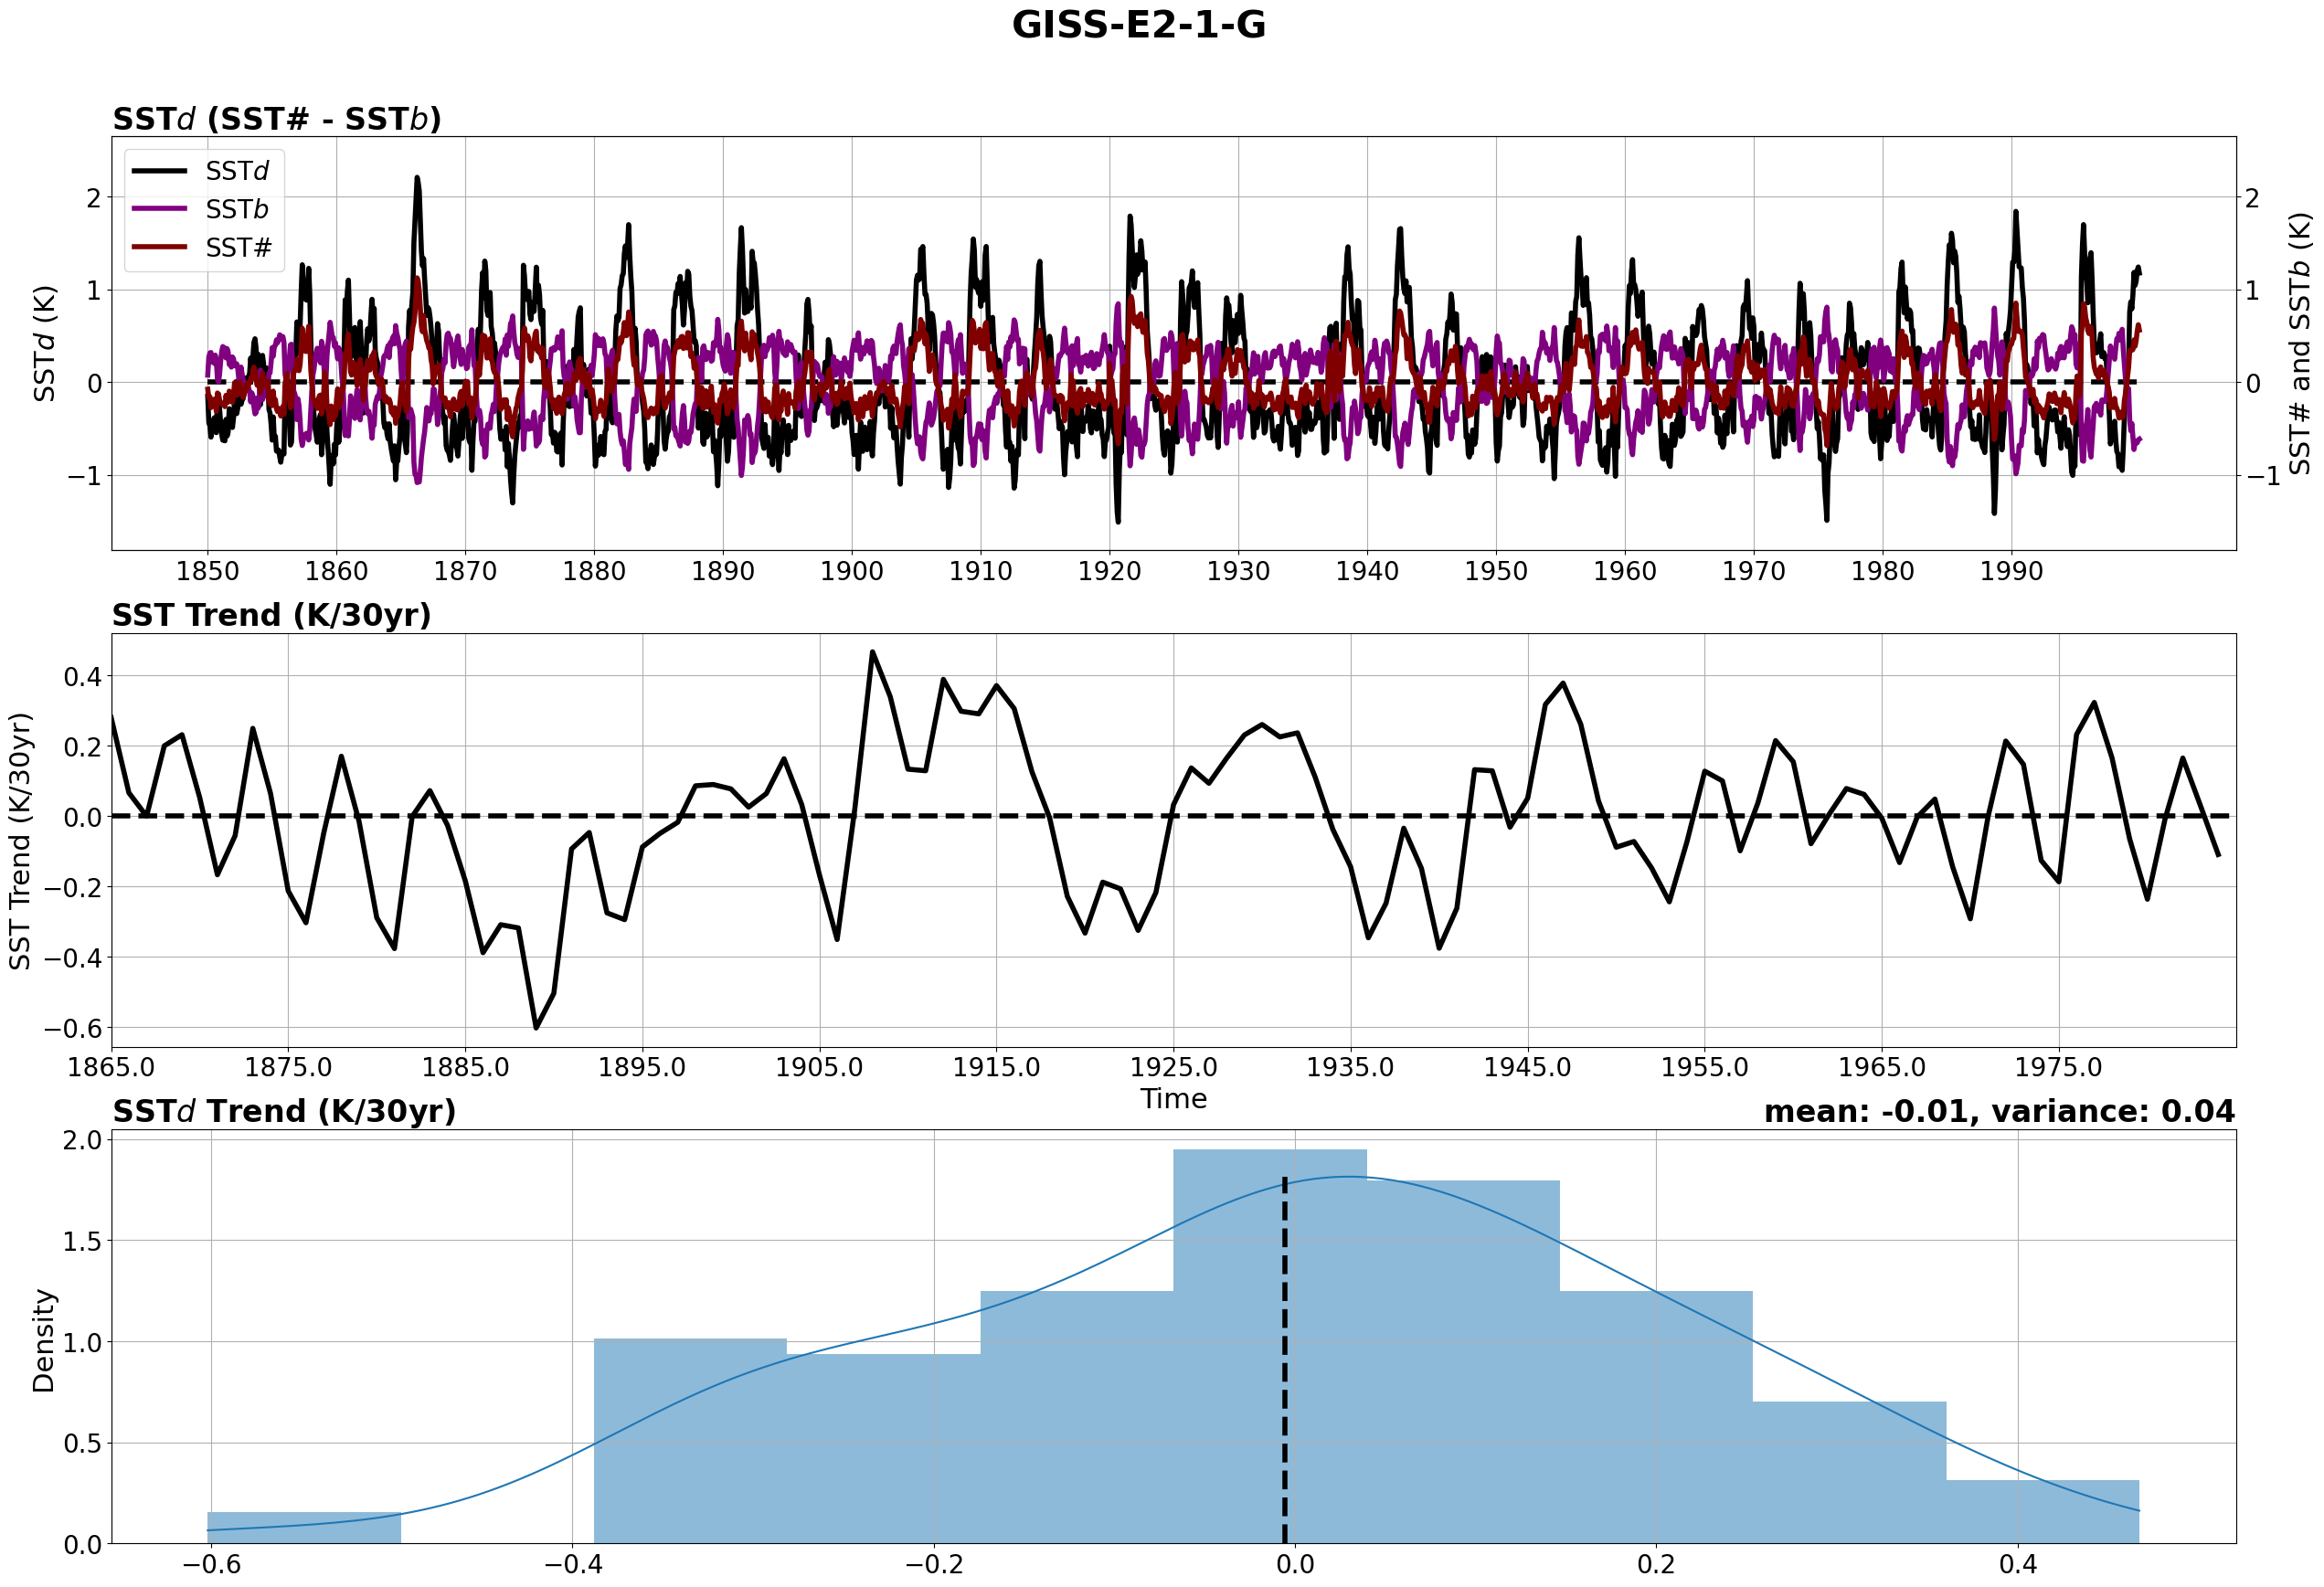 GISS-E2-1-G
SSTd (SST# - SSTb)
SSTd
SSTb
SST#
2
1
0
−1
SSTd (K)
2
1
0
−1
SST# and SSTb (K)
1850 1860 1870 1880 1890 1900 1910 1920 1930 1940 1950 1960 1970 1980 1990
SST Trend (K/30yr)
0.4
0.2
0.0
−0.2
−0.4
−0.6
SST Trend (K/30yr)
1865.0 1875.0 1885.0 1895.0 1905.0 1915.0 1925.0 1935.0 1945.0 1955.0 1965.0 1975.0
Time
SSTd Trend (K/30yr)
mean: -0.01, variance: 0.04
2.0
1.5
1.0
0.5
0.0
Density
−0.6 −0.4 −0.2 0.0 0.2 0.4